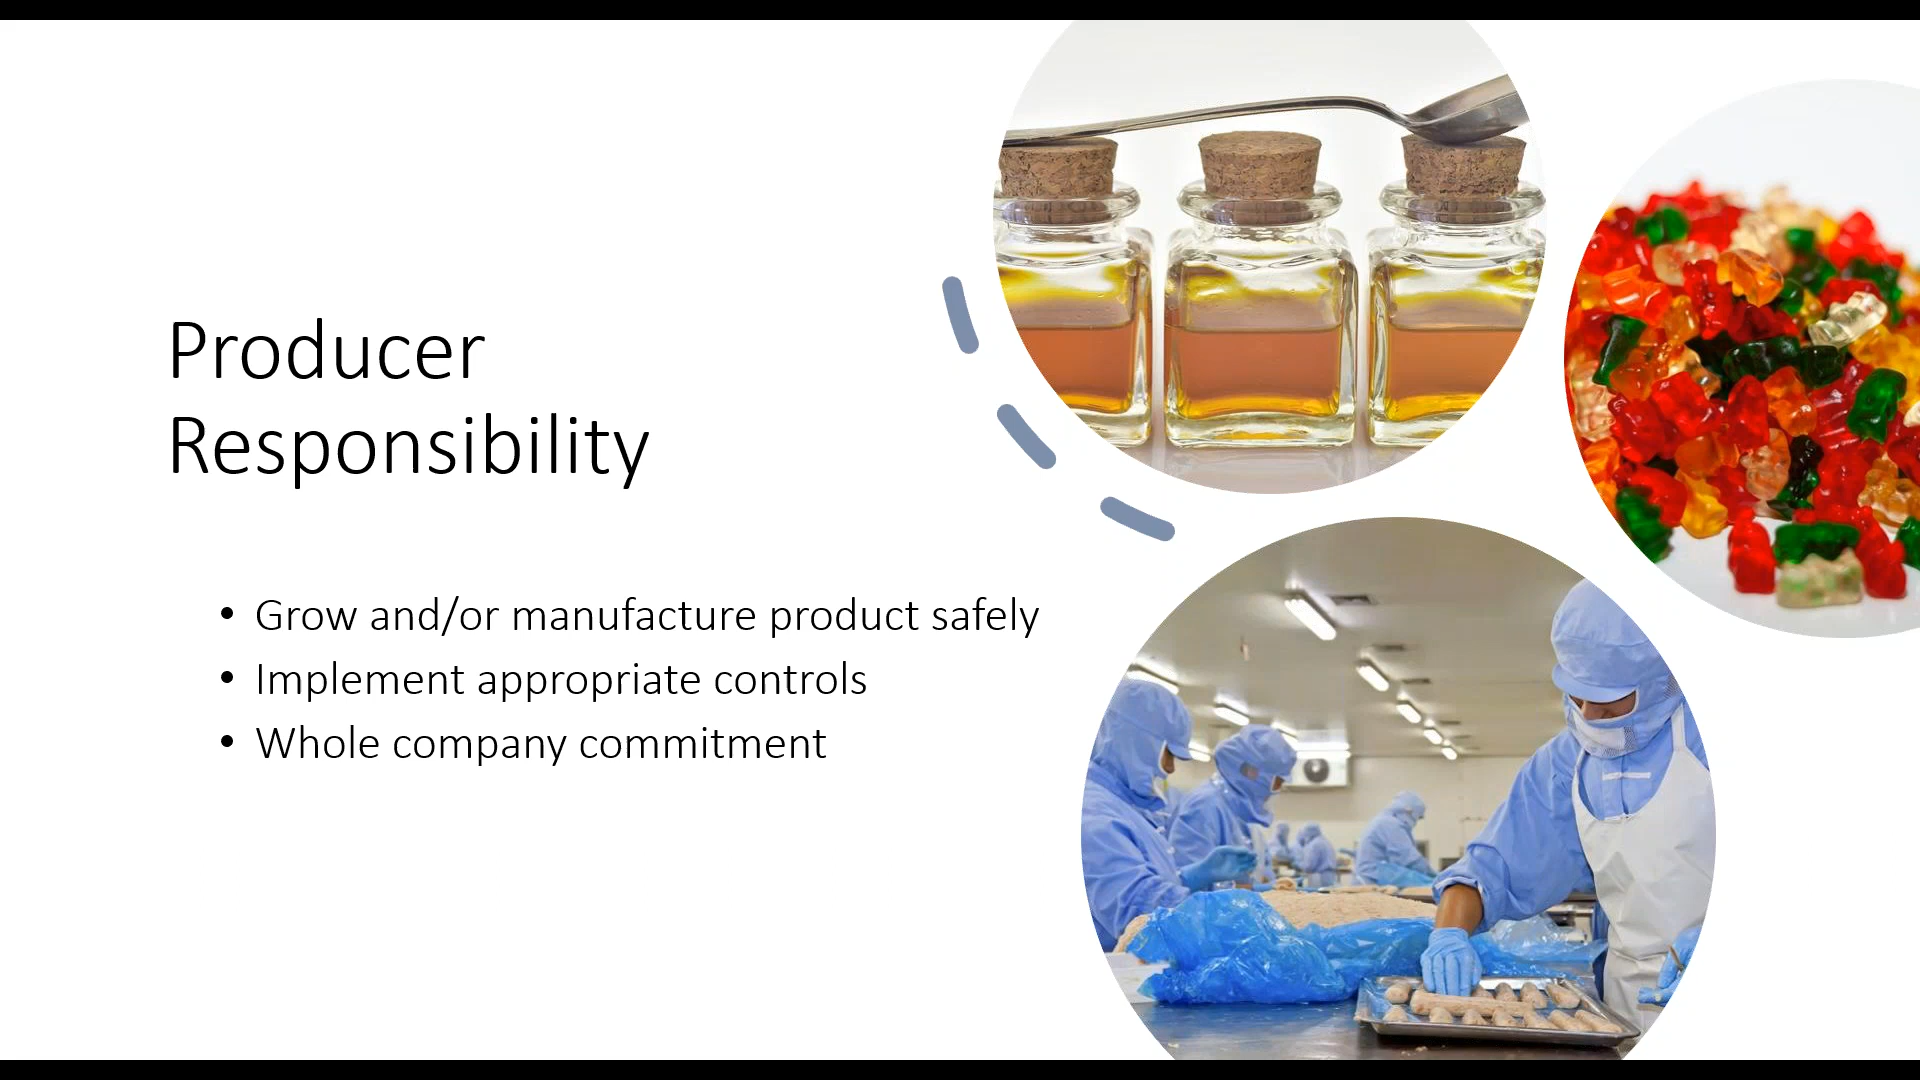 Producer
Responsibility
• Grow and/or manufacture product safely
• Implement appropriate controls
• Whole company commitment